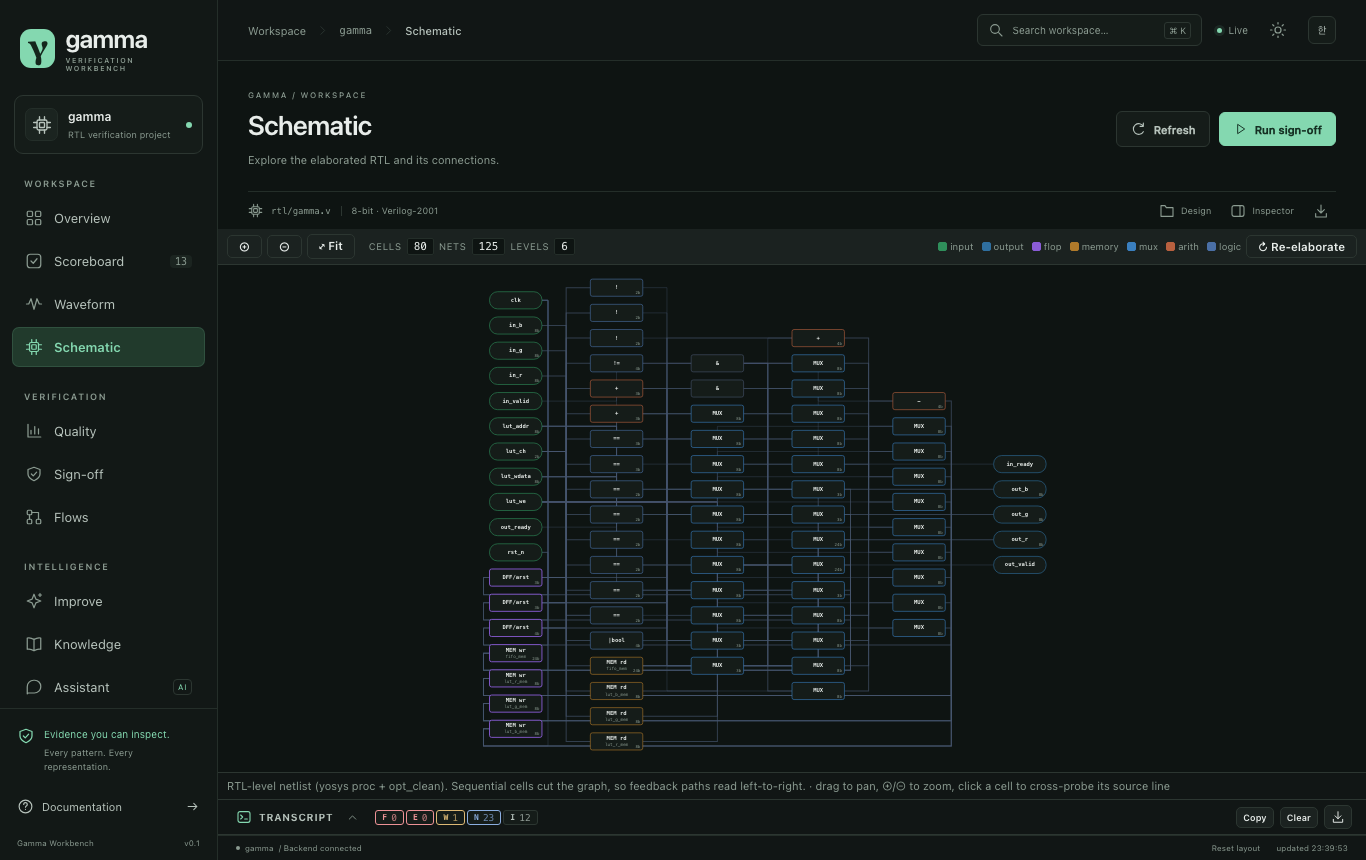 gamma
VERIFICATION
WORKBENCH
gamma
RTL verification project
WORKSPACE
Overview
Scoreboard 13
Waveform
Schematic
VERIFICATION
Quality
Sign-off
Flows
INTELLIGENCE
Improve
Knowledge
Assistant AI
Evidence you can inspect.
Every pattern. Every
representation.
Documentation
Gamma Workbench v0.1
Workspace gamma Schematic
Search workspace... ⌘ K
Live
한
GAMMA / WORKSPACE
Schematic
Explore the elaborated RTL and its connections.
Refresh
Run sign-off
rtl/gamma.v 8-bit · Verilog-2001
Design Inspector
Fit CELLS 80 NETS 125 LEVELS 6
input output flop memory mux arith logic
Re-elaborate
clk
in_b
in_g
in_r
in_valid
lut_addr
lut_ch
lut_wdata
lut_we
out_ready
rst_n
DFF/arst
DFF/arst
DFF/arst
MEM wr
fifo_mem
MEM wr
MEM wr
MEM wr
!
!
!
!=
+
+
==
==
==
==
==
==
==
==
|bool
MEM rd
fifo_mem
MEM rd
MEM rd
MEM rd
&
&
MUX
MUX
MUX
MUX
MUX
MUX
MUX
MUX
MUX
MUX
MUX
+
MUX
MUX
MUX
MUX
MUX
MUX
MUX
MUX
MUX
MUX
MUX
MUX
MUX
MUX
−
MUX
MUX
MUX
MUX
MUX
MUX
MUX
MUX
MUX
in_ready
out_b
out_g
out_r
out_valid
RTL-level netlist (yosys proc + opt_clean). Sequential cells cut the graph, so feedback paths read left-to-right. · drag to pan, ⊕/⊖ to zoom, click a cell to cross-probe its source line
TRANSCRIPT F 0 E 0 W 1 N 23 I 12
Copy Clear
gamma / Backend connected
Reset layout updated 23:39:53